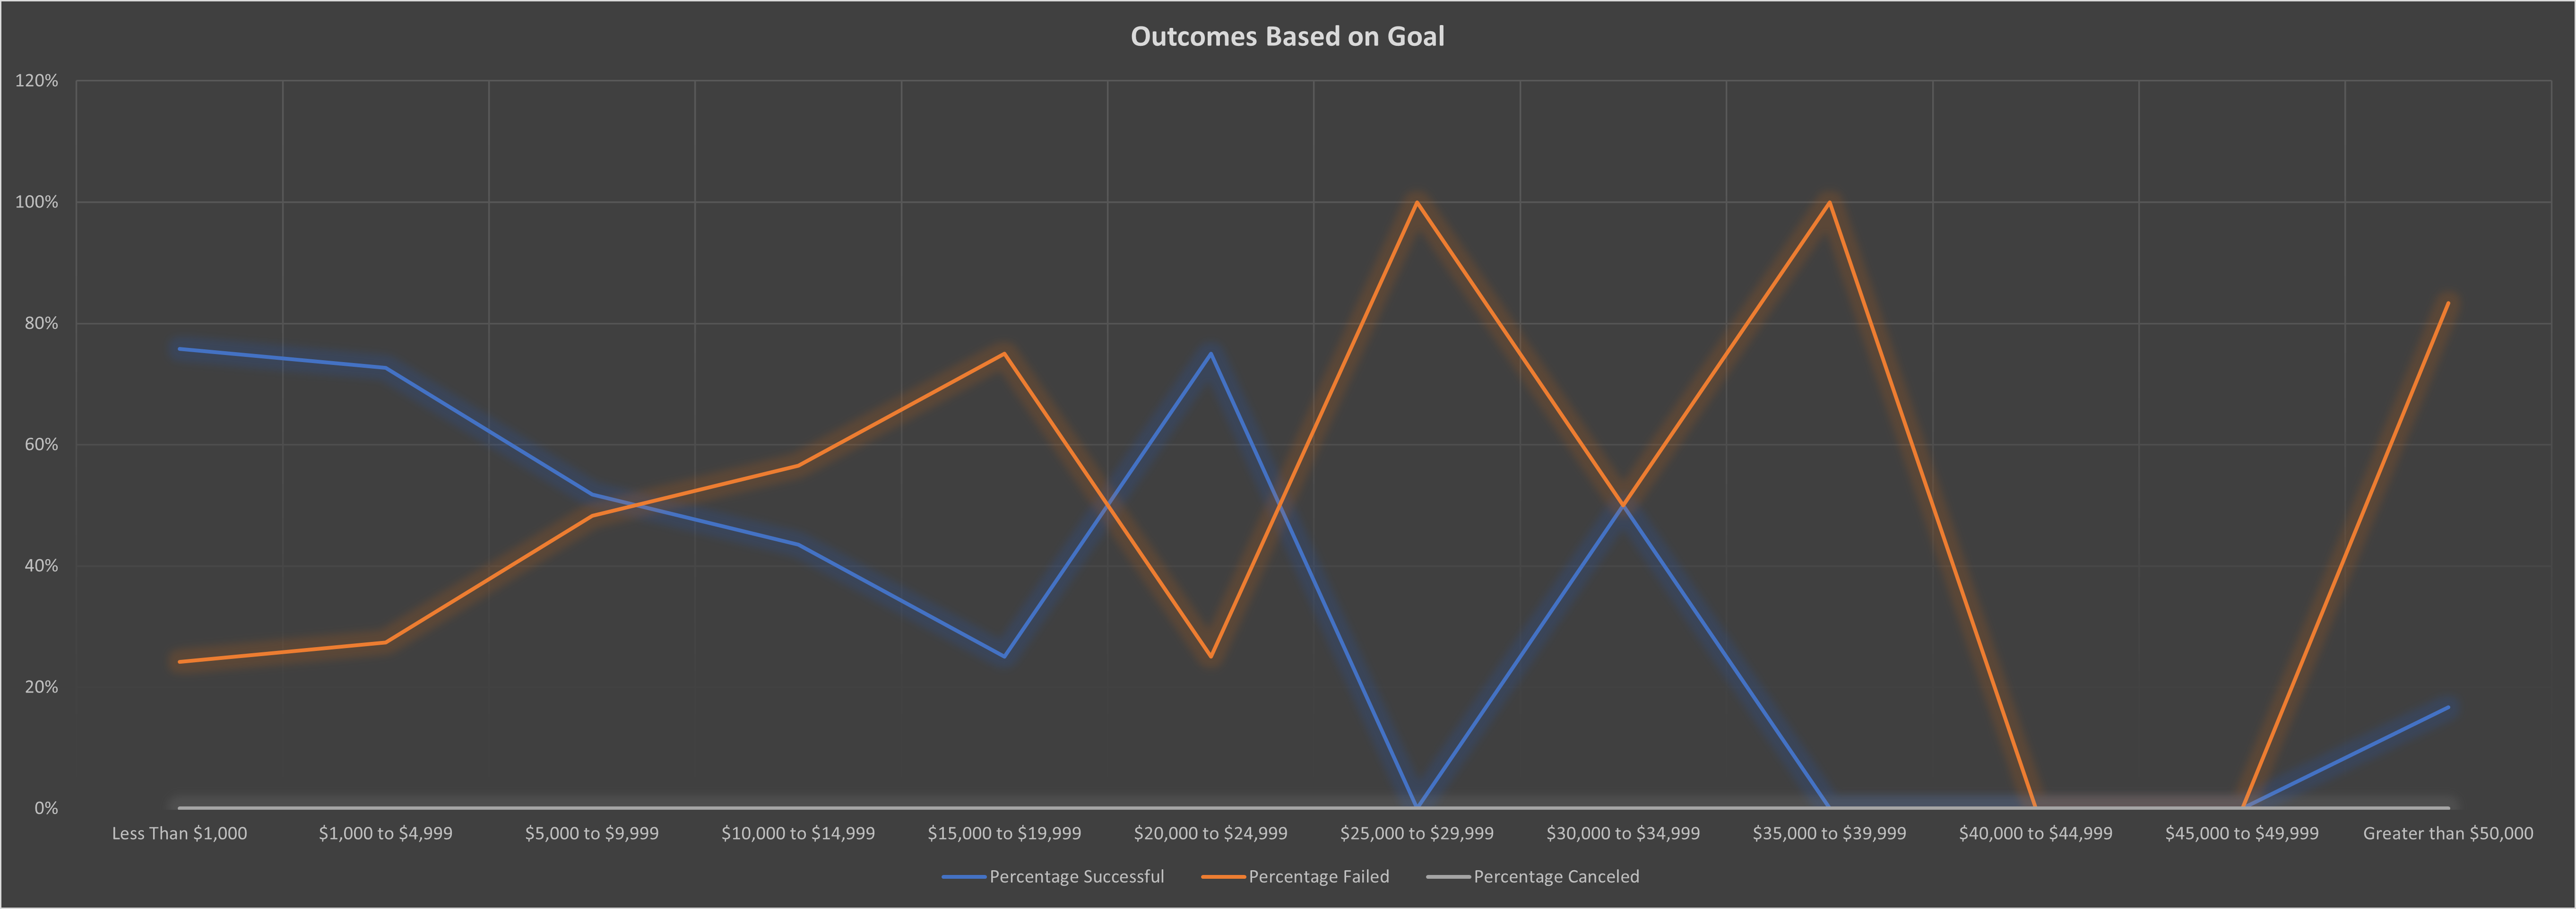 Outcomes Based on Goal
120%
100%
80%
60%
40%
20%
0%
Less Than $1,000 $1,000 to $4,999 $5,000 to $9,999 $10,000 to $14,999 $15,000 to $19,999 $20,000 to $24,999 $25,000 to $29,999 $30,000 to $34,999 $35,000 to $39,999 $40,000 to $44,999 $45,000 to $49,999 Greater than $50,000
Percentage Successful Percentage Failed Percentage Canceled